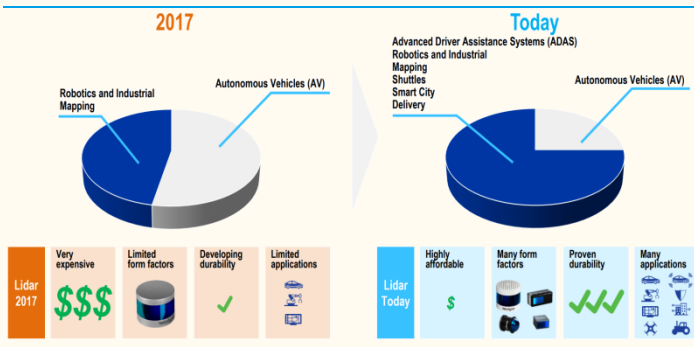 2017
Robotics and Industrial
Mapping
Autonomous Vehicles (AV)
Today
Advanced Driver Assistance Systems (ADAS)
Robotics and Industrial
Mapping
Shuttles
Smart City
Delivery
Autonomous Vehicles (AV)
Lidar
2017
Very
expensive
$$$
Limited
form factors
Developing
durability
Limited
applications
Lidar
Today
Highly
affordable
$
Many form
factors
Proven
durability
Many
applications